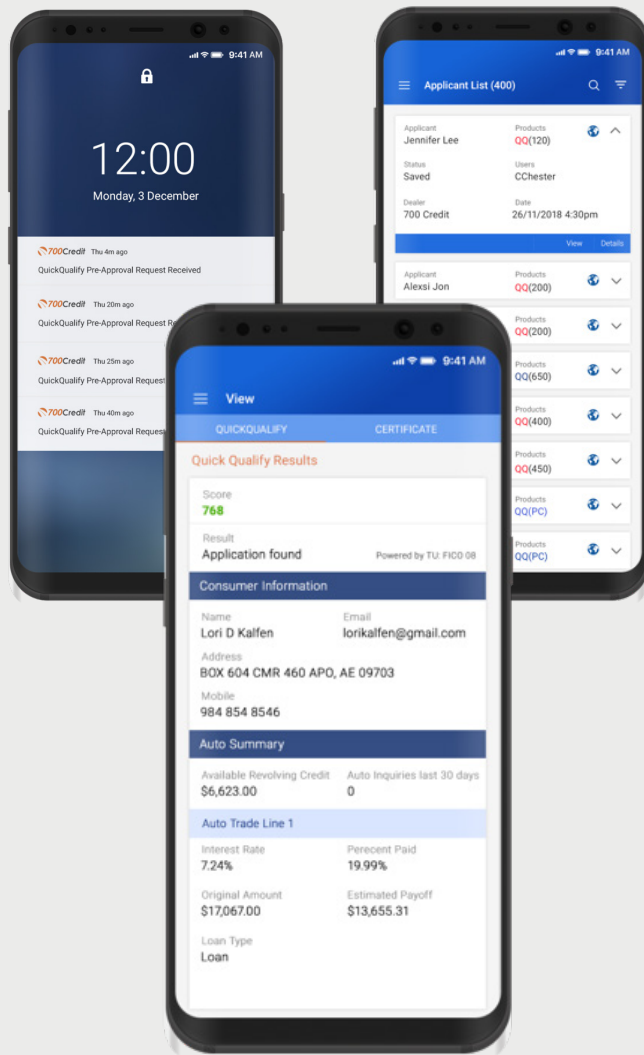 9:41 AM
12:00
Monday, 3 December
700Credit Thu 4m ago
QuickQualify Pre-Approval Request Received
700Credit Thu 20m ago
QuickQualify Pre-Approval Request Re
700Credit Thu 25m ago
QuickQualify Pre-Approval Request
700Credit Thu 40m ago
QuickQualify Pre-Approval Request
9:41 AM
Applicant List (400)
Applicant Products
Jennifer Lee QQ(120)
Status Users
Saved CChester
Dealer Date
700 Credit 26/11/2018 4:30pm
View Details
Applicant Products
Alexsi Jon QQ(200)
Products
QQ(200)
Products
QQ(650)
Products
QQ(400)
Products
QQ(450)
Products
QQ(PC)
Products
QQ(PC)
9:41 AM
View
QUICKQUALIFY CERTIFICATE
Quick Qualify Results
Score
768
Result
Application found Powered by TU: FICO 08
Consumer Information
Name Email
Lori D Kalfen lorikalfen@gmail.com
Address
BOX 604 CMR 460 APO, AE 09703
Mobile
984 854 8546
Auto Summary
Available Revolving Credit Auto Inquiries last 30 days
$6,623.00 0
Auto Trade Line 1
Interest Rate Perecent Paid
7.24% 19.99%
Original Amount Estimated Payoff
$17,067.00 $13,655.31
Loan Type
Loan